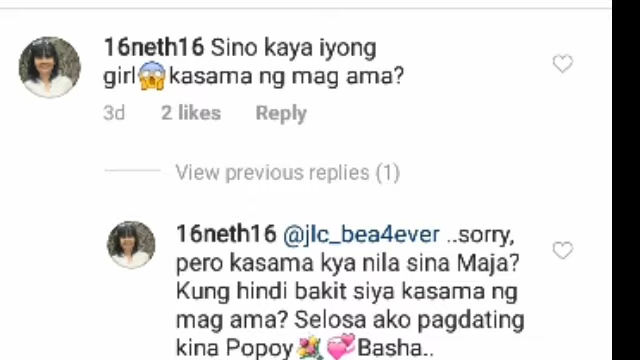 16neth16 Sino kaya iyong
girl😱kasama ng mag ama?
3d 2 likes Reply
View previous replies (1)
16neth16 @jlc_bea4ever ..sorry,
pero kasama kya nila sina Maja?
Kung hindi bakit siya kasama ng
mag ama? Selosa ako pagdating
kina Popoy💐💞Basha..